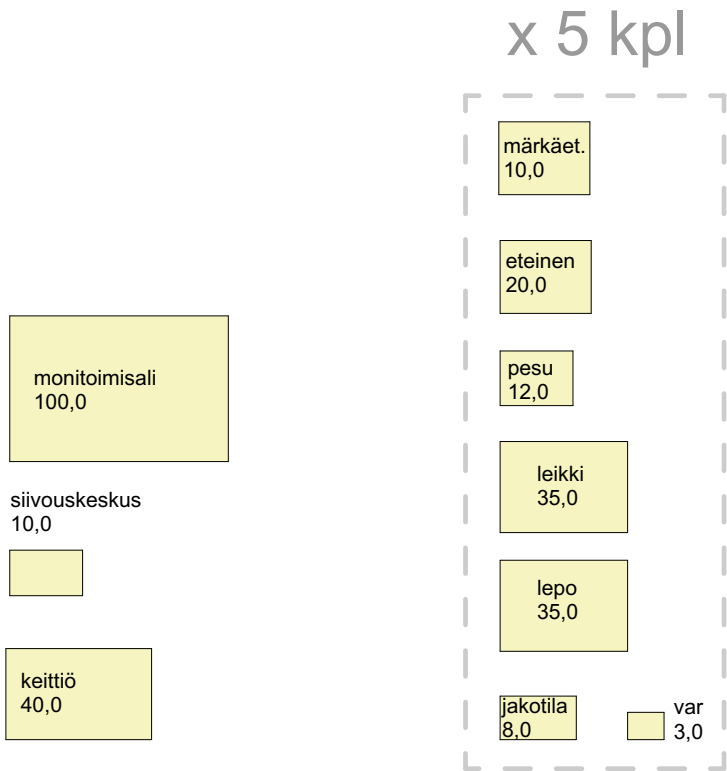 x 5 kpl
märkäet.
10,0
eteinen
20,0
pesu
12,0
leikki
35,0
lepo
35,0
jakotila
8,0
var
3,0
monitoimisali
100,0
siivouskeskus
10,0
keittiö
40,0